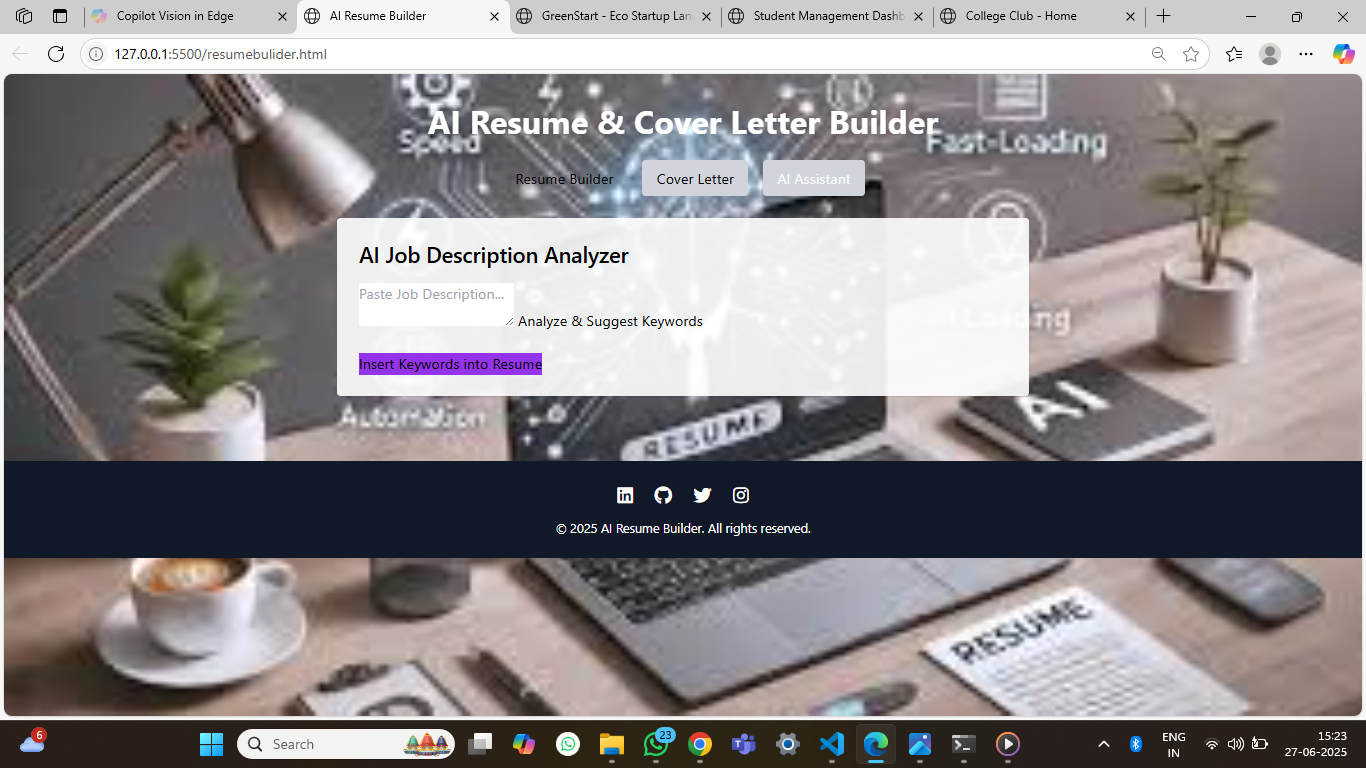 Copilot Vision in Edge
AI Resume Builder
GreenStart - Eco Startup Lan
Student Management Dashb
College Club - Home
127.0.0.1:5500/resumebulider.html
AI Resume & Cover Letter Builder
Speed
Fast-Loading
Resume Builder
Cover Letter
AI Assistant
AI Job Description Analyzer
Paste Job Description...
Analyze & Suggest Keywords
Insert Keywords into Resume
Automation
AI
RESUME
© 2025 AI Resume Builder. All rights reserved.
RESUME
6
Search
23
ENG
IN
15:23
27-06-2025